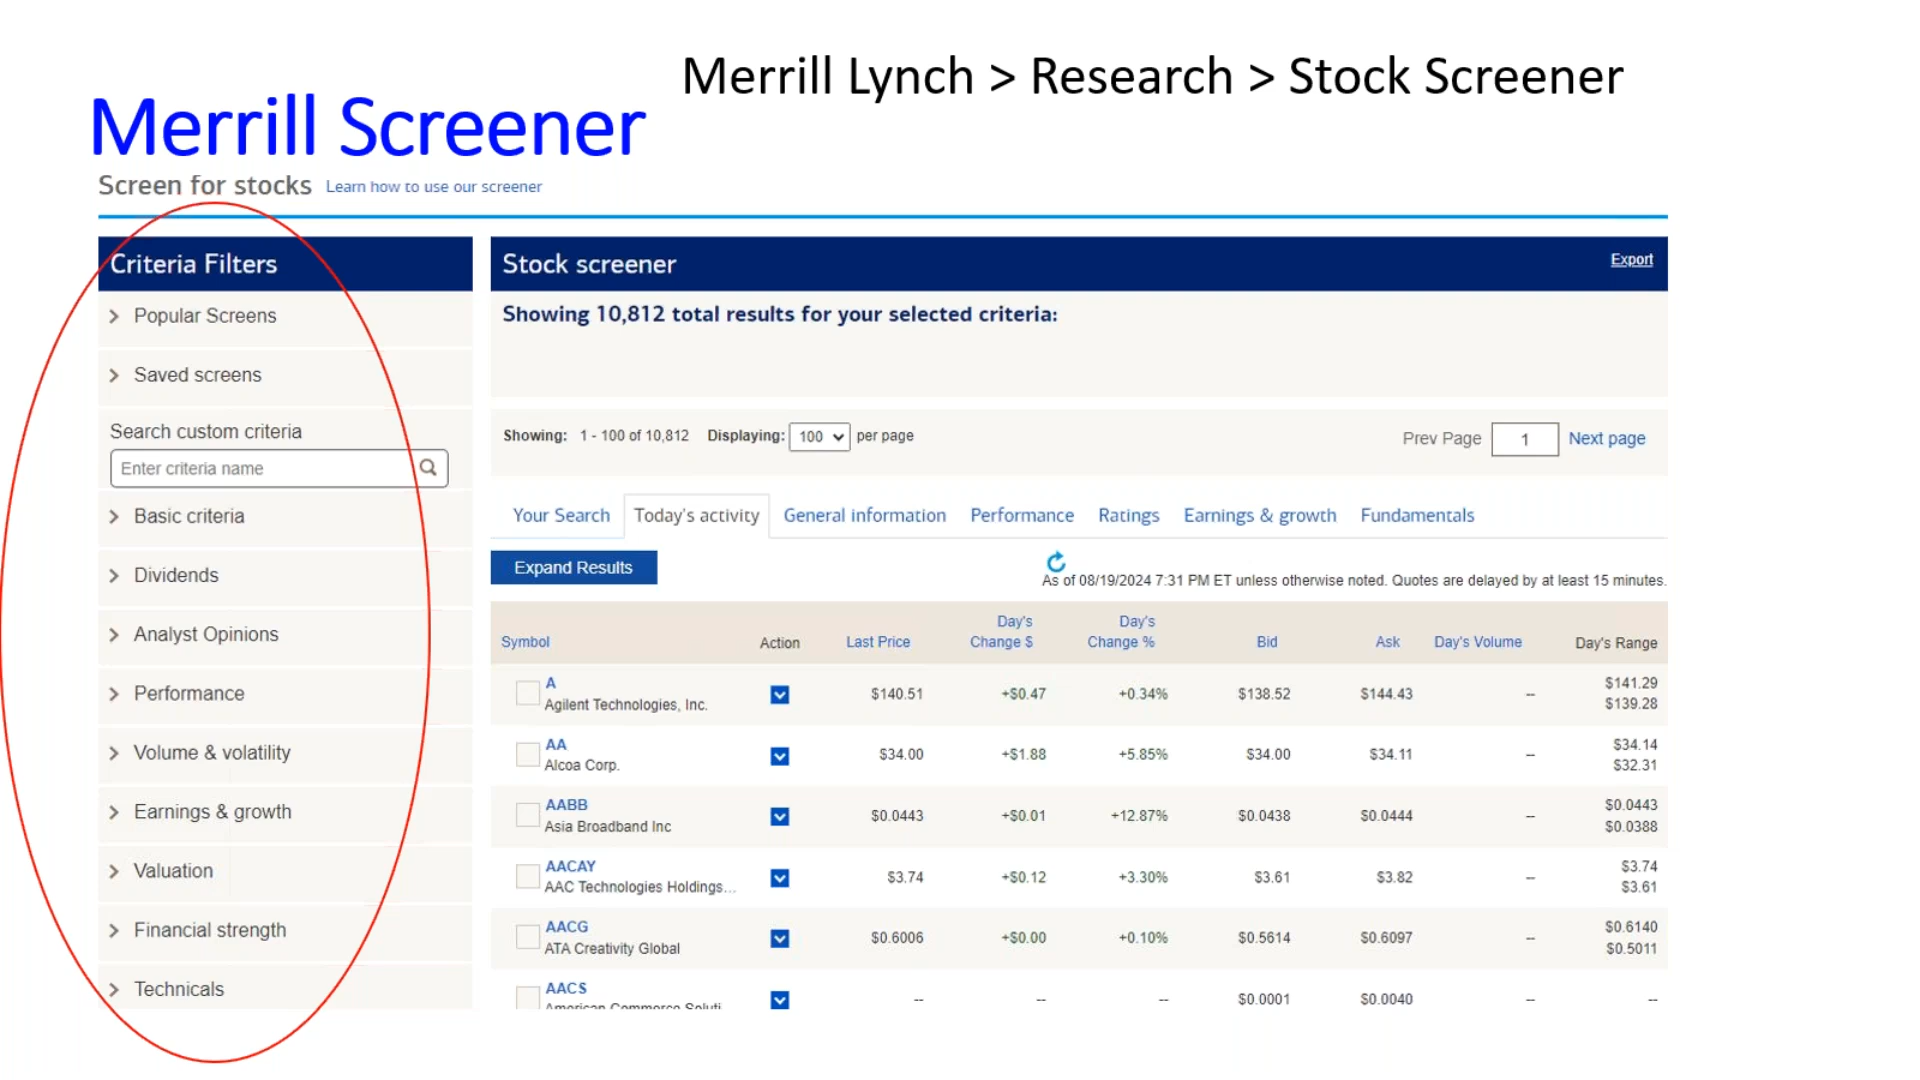 Merrill Lynch > Research > Stock Screener
Merrill Screener
Screen for stocks Learn how to use our screener
Criteria Filters
Popular Screens
Saved screens
Search custom criteria
Enter criteria name
Basic criteria
Dividends
Analyst Opinions
Performance
Volume & volatility
Earnings & growth
Valuation
Financial strength
Technicals
Stock screener Export
Showing 10,812 total results for your selected criteria:
Showing: 1 - 100 of 10,812 Displaying: 100 per page Prev Page 1 Next page
Your Search Today's activity General information Performance Ratings Earnings & growth Fundamentals
Expand Results
As of 08/19/2024 7:31 PM ET unless otherwise noted. Quotes are delayed by at least 15 minutes.
Symbol Action Last Price Day's Change $ Day's Change % Bid Ask Day's Volume Day's Range
A $141.29
Agilent Technologies, Inc. $140.51 +$0.47 +0.34% $138.52 $144.43 -- $139.28
AA $34.14
Alcoa Corp. $34.00 +$1.88 +5.85% $34.00 $34.11 -- $32.31
AABB $0.0443
Asia Broadband Inc $0.0443 +$0.01 +12.87% $0.0438 $0.0444 -- $0.0388
AACAY $3.74
AAC Technologies Holdings... $3.74 +$0.12 +3.30% $3.61 $3.82 -- $3.61
AACG $0.6140
ATA Creativity Global $0.6006 +$0.00 +0.10% $0.5614 $0.6097 -- $0.5011
AACS
American Commerce Soluti... -- -- -- $0.0001 $0.0040 -- --